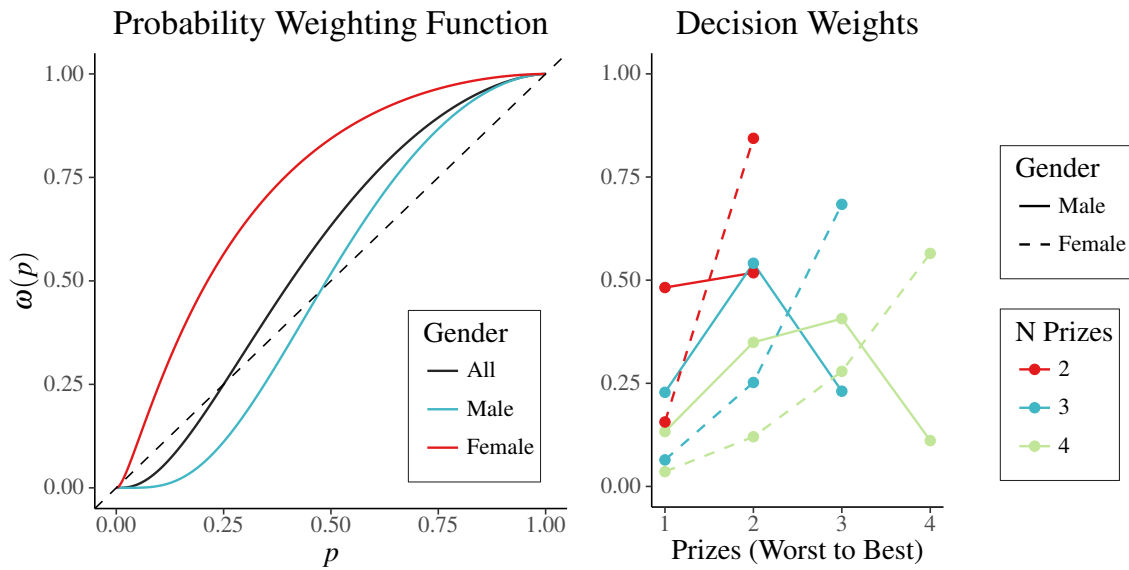 Probability Weighting Function
1.00
0.75
0.50
0.25
0.00
ω(p)
0.00
0.25
0.50
0.75
1.00
p
Gender
All
Male
Female
Decision Weights
1.00
0.75
0.50
0.25
0.00
1
2
3
4
Prizes (Worst to Best)
Gender
Male
Female
N Prizes
2
3
4